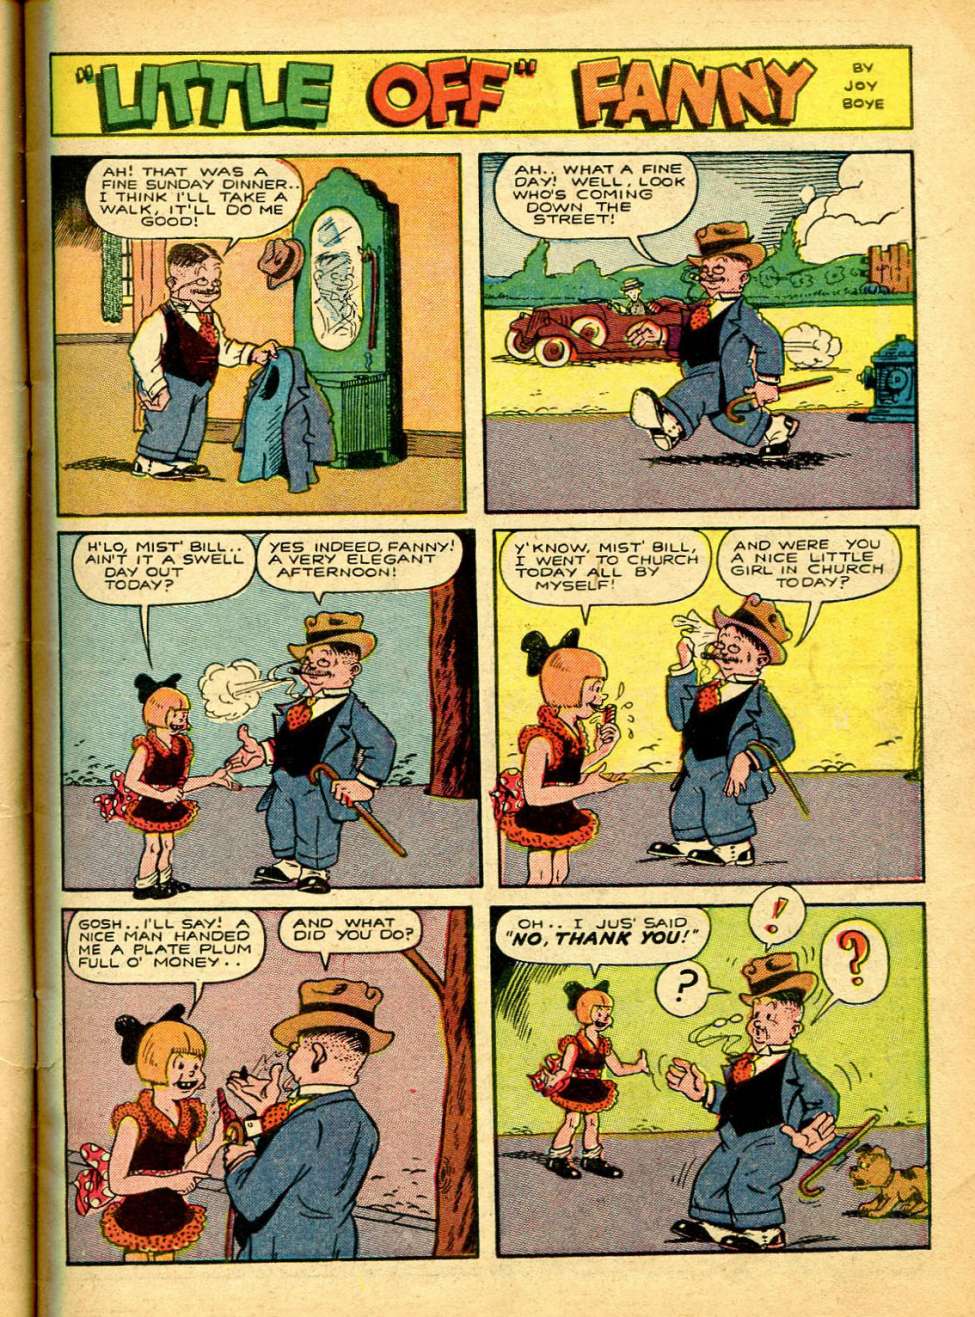 "LITTLE OFF" FANNY
BY
JOY
BOYE
AH! THAT WAS A
FINE SUNDAY DINNER..
I THINK I'LL TAKE A
WALK, IT'LL DO ME
GOOD!
AH.. WHAT A FINE
DAY! WELL, LOOK
WHO'S COMING
DOWN THE
STREET!
H'LO, MIST' BILL..
AIN'T IT A SWELL
DAY OUT
TODAY?
YES INDEED, FANNY!
A VERY ELEGANT
AFTERNOON!
Y'KNOW, MIST' BILL,
I WENT TO CHURCH
TODAY ALL BY
MYSELF!
AND WERE YOU
A NICE LITTLE
GIRL IN CHURCH
TODAY?
GOSH.. I'LL SAY! A
NICE MAN HANDED
ME A PLATE PLUM
FULL O' MONEY..
AND WHAT
DID YOU DO?
OH.. I JUS' SAID
"NO, THANK YOU!"
?
!
?